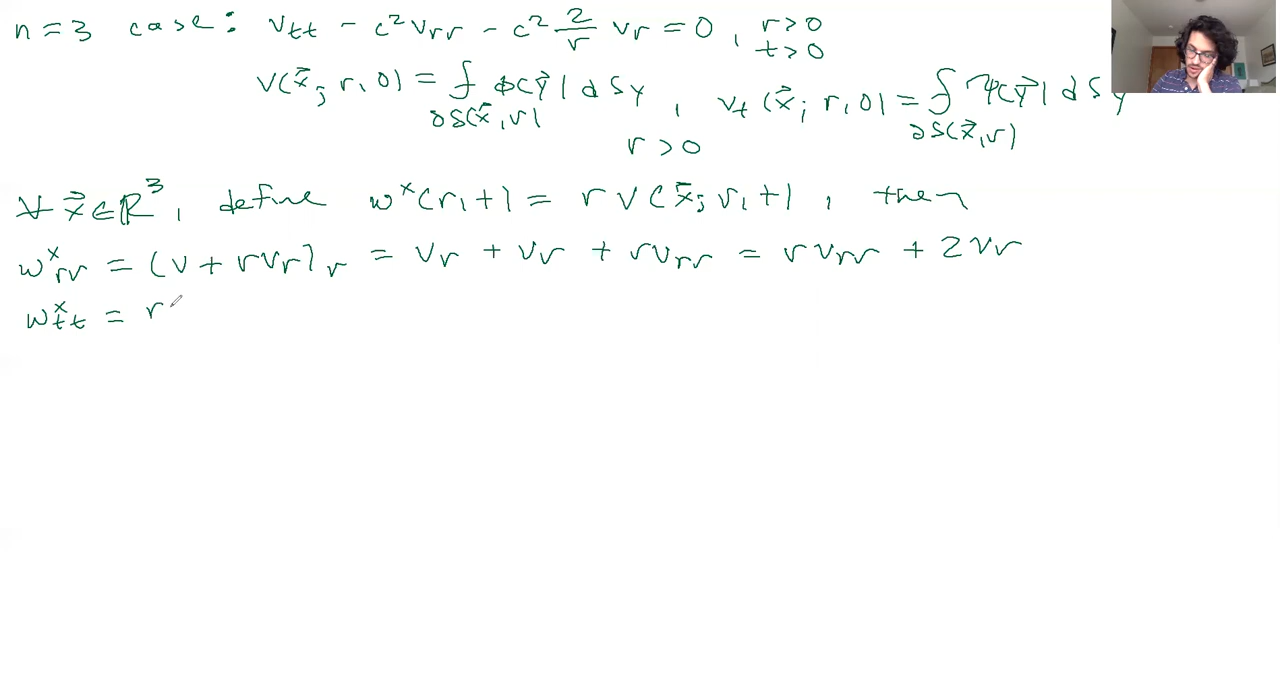 n = 3 case: v_tt − c² v_rr − c² 2/r v_r = 0, r > 0
t > 0
v(x⃗; r, 0) = ⨍_{∂S(x⃗, r)} ϕ(y⃗) dS_y, v_t(x⃗; r, 0) = ⨍_{∂S(x⃗, r)} ψ(y⃗) dS_y
r > 0
∀ x⃗ ∈ ℝ³, define w^x(r, t) = r v(x⃗; r, t), then
w^x_rr = (v + r v_r)_r = v_r + v_r + r v_rr = r v_rr + 2 v_r
w^x_tt = r